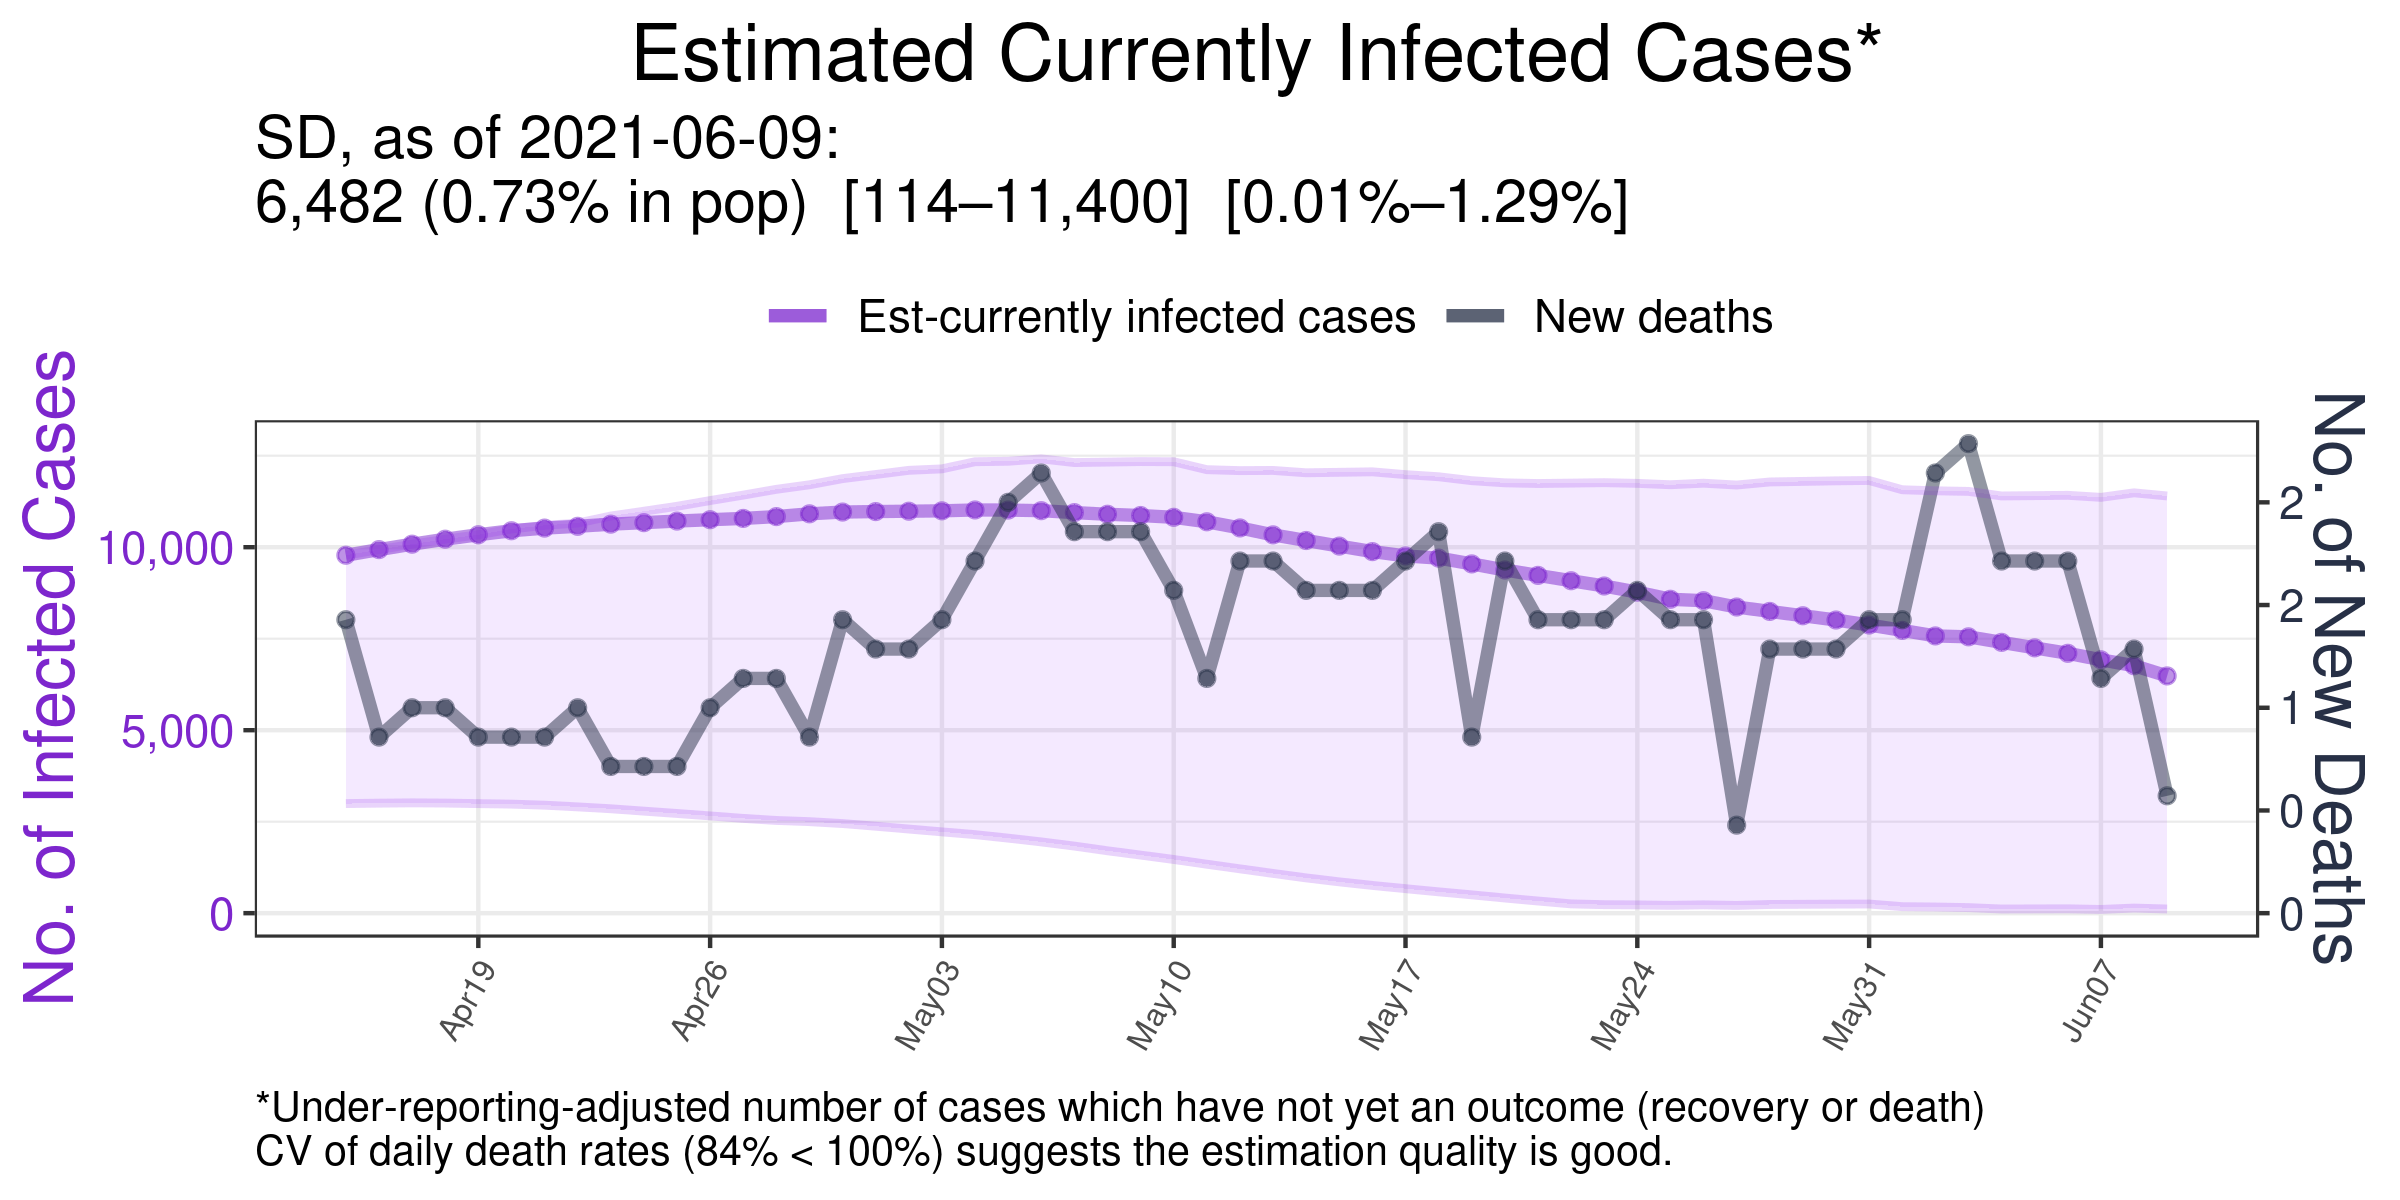 Estimated Currently Infected Cases*
SD, as of 2021-06-09:
6,482 (0.73% in pop)  [114–11,400]  [0.01%–1.29%]
Est-currently infected cases
New deaths
No. of Infected Cases
10,000
5,000
0
2
2
1
0
0
No. of New Deaths
Apr19
Apr26
May03
May10
May17
May24
May31
Jun07
*Under-reporting-adjusted number of cases which have not yet an outcome (recovery or death)
CV of daily death rates (84% < 100%) suggests the estimation quality is good.